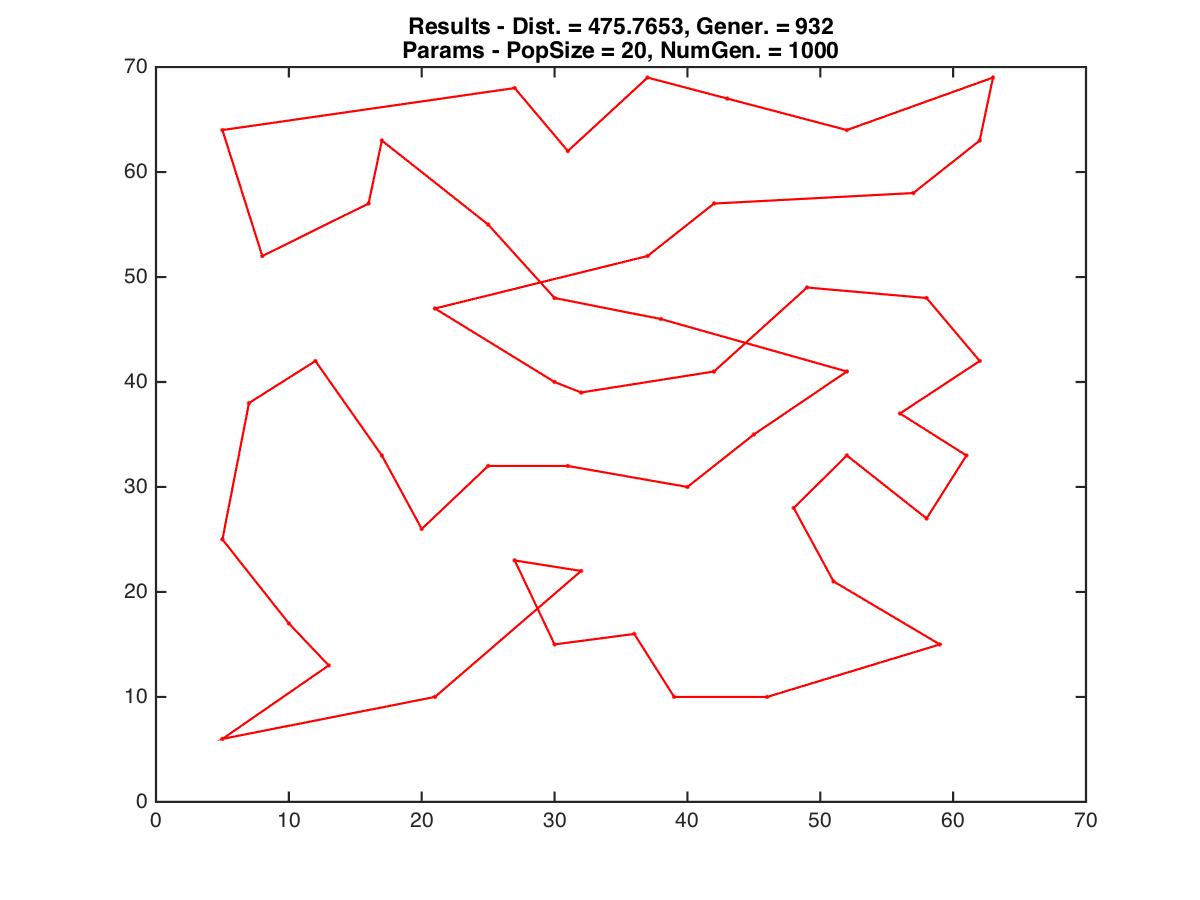 Results - Dist. = 475.7653, Gener. = 932
Params - PopSize = 20, NumGen. = 1000
70
60
50
40
30
20
10
0
0 10 20 30 40 50 60 70